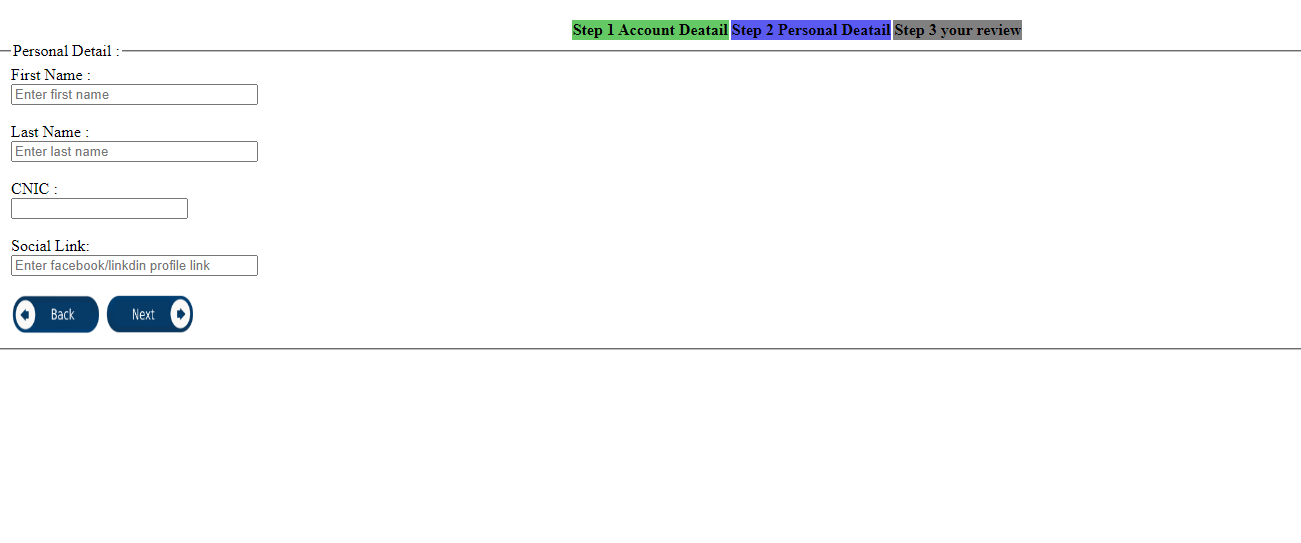 Step 1 Account Deatail Step 2 Personal Deatail Step 3 your review
Personal Detail :
First Name :
Enter first name
Last Name :
Enter last name
CNIC :
Social Link:
Enter facebook/linkdin profile link
Back Next